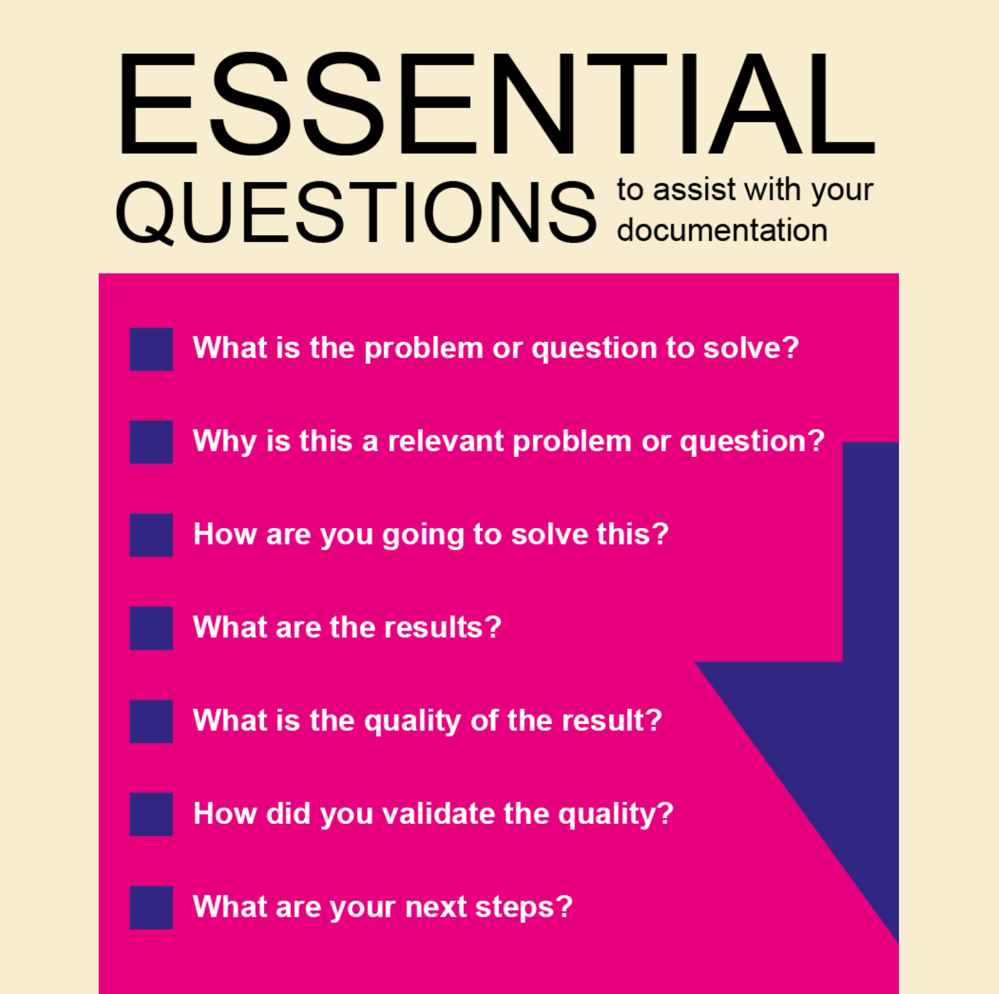 ESSENTIAL
QUESTIONS
to assist with your
documentation
What is the problem or question to solve?
Why is this a relevant problem or question?
How are you going to solve this?
What are the results?
What is the quality of the result?
How did you validate the quality?
What are your next steps?